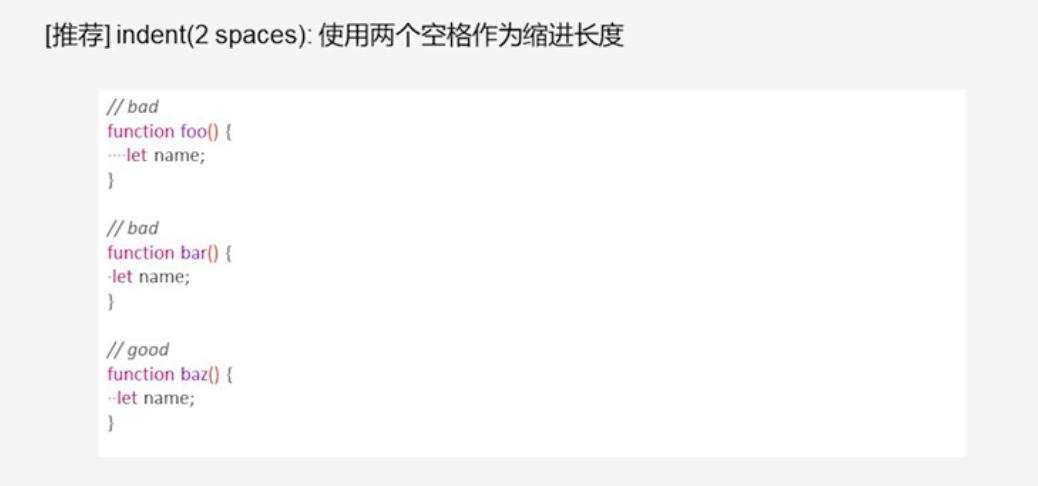 [推荐] indent(2 spaces): 使用两个空格作为缩进长度
// bad
function foo() {
····let name;
}
// bad
function bar() {
·let name;
}
// good
function baz() {
··let name;
}